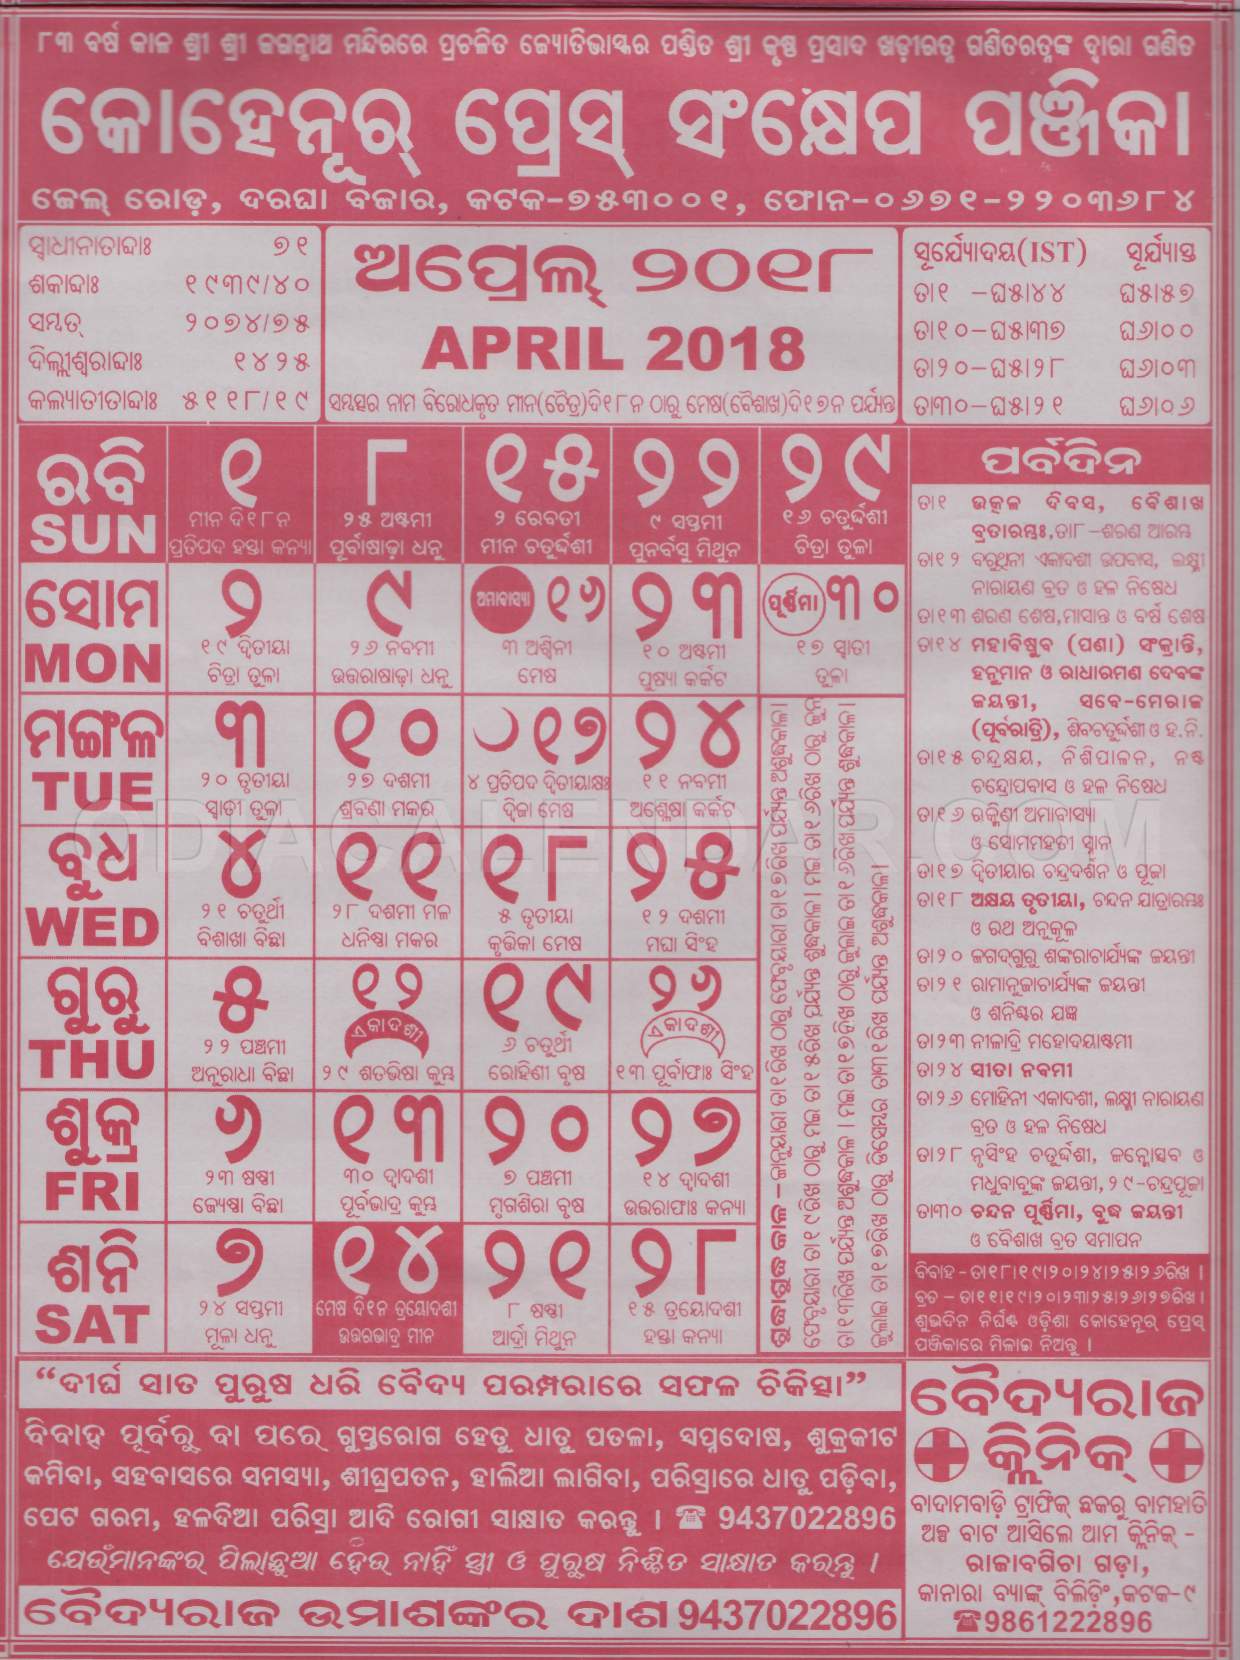 ୮୩ ବର୍ଷ କାଳ ଶ୍ରୀ ଶ୍ରୀ ଜଗନ୍ନାଥ ମନ୍ଦିରରେ ପ୍ରଚଳିତ ଜ୍ୟୋତିଭାସ୍କର ପଣ୍ଡିତ ଶ୍ରୀ କୃଷ୍ଣ ପ୍ରସାଦ ଖଡ଼ୀରତ୍ନ ଗଣିତରତ୍ନଙ୍କ ଦ୍ୱାରା ଗଣିତ
କୋହେନୂର୍ ପ୍ରେସ୍ ସଂକ୍ଷେପ ପଞ୍ଜିକା
ଜେଲ୍ ରୋଡ଼, ଦରଘା ବଜାର, କଟକ-୭୫୩୦୦୧, ଫୋନ-୦୬୭୧-୨୨୦୩୬୮୪
ସ୍ୱାଧୀନାତାବ୍ଦାଃ ୭୧
ଶକାବ୍ଦାଃ ୧୯୩୯/୪୦
ସମ୍ବତ୍ ୨୦୭୪/୭୫
ଦିଲ୍ଲୀଶ୍ୱରାବ୍ଦାଃ ୧୪୨୫
କଲ୍ୟାତୀତାବ୍ଦାଃ ୫୧୧୮/୧୯
ଅପ୍ରେଲ୍ ୨୦୧୮
APRIL 2018
ସମ୍ବତ୍ସର ନାମ ବିରୋଧକୃତ ମୀନ(ଚୈତ୍ର)ଦି୧୮ନ ଠାରୁ ମେଷ(ବୈଶାଖ)ଦି୧୭ନ ପର୍ଯ୍ୟନ୍ତ
ସୂର୍ଯ୍ୟୋଦୟ(IST) ସୂର୍ଯ୍ୟାସ୍ତ
ତା୧ –ଘ୫ା୪୪ ଘ୫ା୫୭
ତା୧୦–ଘ୫ା୩୭ ଘ୬ା୦୦
ତା୨୦–ଘ୫ା୨୮ ଘ୬ା୦୩
ତା୩୦–ଘ୫ା୨୧ ଘ୬ା୦୬
ରବି ୧ ୮ ୧୫ ୨୨ ୨୯
SUN ମୀନ ଦି୧୮ନ ୨୫ ଅଷ୍ଟମୀ ୨ ରେବତୀ ୯ ସପ୍ତମୀ ୧୬ ଚତୁର୍ଦ୍ଦଶୀ
ପ୍ରତିପଦ ହସ୍ତା କନ୍ୟା ପୂର୍ବାଷାଢ଼ା ଧନୁ ମୀନ ଚତୁର୍ଦ୍ଦଶୀ ପୁନର୍ବସୁ ମିଥୁନ ଚିତ୍ରା ତୁଳା
ସୋମ ୨ ୯ ଅମାବାସ୍ୟା ୧୬ ୨୩ ପୂର୍ଣ୍ଣିମା ୩୦
MON ୧୯ ଦ୍ୱିତୀୟା ୨୬ ନବମୀ ୩ ଅଶ୍ୱିନୀ ୧୦ ଅଷ୍ଟମୀ ୧୭ ସ୍ୱାତୀ
ଚିତ୍ରା ତୁଳା ଉତ୍ତରାଷାଢ଼ା ଧନୁ ମେଷ ପୁଷ୍ୟା କର୍କଟ ତୁଳା
ମଙ୍ଗଳ ୩ ୧୦ ୧୭ ୨୪
TUE ୨୦ ତୃତୀୟା ୨୭ ଦଶମୀ ୪ ପ୍ରତିପଦ ଦ୍ୱିତୀୟାକ୍ଷଃ ୧୧ ନବମୀ
ସ୍ୱାତୀ ତୁଳା ଶ୍ରବଣା ମକର ଦ୍ୱିଜା ମେଷ ଅଶ୍ଳେଷା କର୍କଟ
ବୁଧ ୪ ୧୧ ୧୮ ୨୫
WED ୨୧ ଚତୁର୍ଥୀ ୨୮ ଦଶମୀ ମଳ ୫ ତୃତୀୟା ୧୨ ଦଶମୀ
ବିଶାଖା ବିଛା ଧନିଷ୍ଠା ମକର କୃତ୍ତିକା ମେଷ ମଘା ସିଂହ
ଗୁରୁ ୫ ୧୨ ଏକାଦଶୀ ୧୯ ୨୬ ଏକାଦଶୀ
THU ୨୨ ପଞ୍ଚମୀ ୬ ଚତୁର୍ଥୀ
ଅନୁରାଧା ବିଛା ୨୯ ଶତଭିଷା କୁମ୍ଭ ରୋହିଣୀ ବୃଷ ୧୩ ପୂର୍ବାଫାଃ ସିଂହ
ଶୁକ୍ର ୬ ୧୩ ୨୦ ୨୭
FRI ୨୩ ଷଷ୍ଠୀ ୩୦ ଦ୍ୱାଦଶୀ ୭ ପଞ୍ଚମୀ ୧୪ ଦ୍ୱାଦଶୀ
ଜ୍ୟେଷ୍ଠା ବିଛା ପୂର୍ବଭାଦ୍ର କୁମ୍ଭ ମୃଗଶିରା ବୃଷ ଉତ୍ତରାଫାଃ କନ୍ୟା
ଶନି ୭ ୧୪ ୨୧ ୨୮
SAT ୨୪ ସପ୍ତମୀ ମେଷ ଦି୧ନ ତ୍ରୟୋଦଶୀ ୮ ଷଷ୍ଠୀ ୧୫ ତ୍ରୟୋଦଶୀ
ମୂଳା ଧନୁ ଉତ୍ତରଭାଦ୍ର ମୀନ ଆର୍ଦ୍ରା ମିଥୁନ ହସ୍ତା କନ୍ୟା
ପର୍ବଦିନ
ତା୧ ଉତ୍କଳ ଦିବସ, ବୈଶାଖ
ବ୍ରତାରମ୍ଭଃ,ତା୮–ଶରଣ ଆରମ୍ଭ
ତା୧୨ ବରୁଥିନୀ ଏକାଦଶୀ ଉପବାସ, ଲକ୍ଷ୍ମୀ
ନାରାୟଣ ବ୍ରତ ଓ ହଳ ନିଷେଧ
ତା୧୩ ଶରଣ ଶେଷ,ମାସାନ୍ତ ଓ ବର୍ଷ ଶେଷ
ତା୧୪ ମହାବିଷୁବ (ପଣା) ସଂକ୍ରାନ୍ତି,
ହନୁମାନ ଓ ରାଧାରମଣ ଦେବଙ୍କ
ଜୟନ୍ତୀ, ସବେ-ମେରାଜ
(ପୂର୍ବରାତ୍ରି), ଶିବଚତୁର୍ଦ୍ଦଶୀ ଓ ହ.ନି.
ତା୧୫ ଚନ୍ଦ୍ରକ୍ଷୟ, ନିଶିପାଳନ, ନଷ୍ଟ
ଚନ୍ଦ୍ରୋପବାସ ଓ ହଳ ନିଷେଧ
ତା୧୬ ରୁକ୍ମିଣୀ ଅମାବାସ୍ୟା
ଓ ସୋମମହତୀ ସ୍ନାନ
ତା୧୭ ଦ୍ୱିତୀୟାର ଚନ୍ଦ୍ରଦର୍ଶନ ଓ ପୂଜା
ତା୧୮ ଅକ୍ଷୟ ତୃତୀୟା, ଚନ୍ଦନ ଯାତ୍ରାରମ୍ଭଃ
ଓ ରଥ ଅନୁକୂଳ
ତା୨୦ ଜଗଦଗୁରୁ ଶଙ୍କରାଚାର୍ଯ୍ୟଙ୍କ ଜୟନ୍ତୀ
ତା୨୧ ରାମାନୁଜାଚାର୍ଯ୍ୟଙ୍କ ଜୟନ୍ତୀ
ଓ ଶନିଶ୍ଚର ଯଜ୍ଞ
ତା୨୩ ନୀଳାଦ୍ରି ମହୋଦୟାଷ୍ଟମୀ
ତା୨୪ ସୀତା ନବମୀ
ତା୨୬ ମୋହିନୀ ଏକାଦଶୀ, ଲକ୍ଷ୍ମୀ ନାରାୟଣ
ବ୍ରତ ଓ ହଳ ନିଷେଧ
ତା୨୮ ନୃସିଂହ ଚତୁର୍ଦ୍ଦଶୀ, ଜନ୍ମୋତ୍ସବ ଓ
ମଧୁବାବୁଙ୍କ ଜୟନ୍ତୀ,୨୯-ଚନ୍ଦ୍ରପୂଜା
ତା୩୦ ଚନ୍ଦନ ପୂର୍ଣ୍ଣିମା, ବୁଦ୍ଧ ଜୟନ୍ତୀ
ଓ ବୈଶାଖ ବ୍ରତ ସମାପନ
ବିବାହ - ତା୧୮ା୧୯ା୨୦ା୨୪ା୨୫ା୨୬ରିଖ ।
ବ୍ରତ – ତା୧୧ା୧୯ା୨୦ା୨୩ା୨୫ା୨୬ା୨୭ରିଖ ।
ଶୁଭଦିନ ନିର୍ଘଣ୍ଟ ଓଡ଼ିଶା କୋହେନୂର୍ ପ୍ରେସ୍
ପଞ୍ଜିକାରେ ମିଳାଇ ନିଅନ୍ତୁ ।
“ଦୀର୍ଘ ସାତ ପୁରୁଷ ଧରି ବୈଦ୍ୟ ପରମ୍ପରାରେ ସଫଳ ଚିକିତ୍ସା”
ବିବାହ ପୂର୍ବରୁ ବା ପରେ ଗୁପ୍ତରୋଗ ହେତୁ ଧାତୁ ପତଳା, ସପ୍ନଦୋଷ, ଶୁକ୍ରକୀଟ
କମିବା, ସହବାସରେ ସମସ୍ୟା, ଶୀଘ୍ରପତନ, ହାଲିଆ ଲାଗିବା, ପରିସ୍ରାରେ ଧାତୁ ପଡ଼ିବା,
ପେଟ ଗରମ, ହଳଦିଆ ପରିସ୍ରା ଆଦି ରୋଗୀ ସାକ୍ଷାତ କରନ୍ତୁ । ☎ 9437022896
ଯେଉଁମାନଙ୍କର ପିଲାଛୁଆ ହେଉ ନାହିଁ ସ୍ତ୍ରୀ ଓ ପୁରୁଷ ନିଶ୍ଚିତ ସାକ୍ଷାତ କରନ୍ତୁ ।
ବୈଦ୍ୟରାଜ ଉମାଶଙ୍କର ଦାଶ 9437022896
ବୈଦ୍ୟରାଜ
କ୍ଲିନିକ୍
ବାଦାମବାଡ଼ି ଟ୍ରାଫିକ୍ ଛକରୁ ବାମହାତି
ଅଳ୍ପ ବାଟ ଆସିଲେ ଆମ କ୍ଲିନିକ୍ -
ରାଜାବଗିଚା ଗଡ଼ା,
କାନାରା ବ୍ୟାଙ୍କ୍ ବିଲଡ଼ିଂ,କଟକ-୯
☎9861222896
ODIACALENDAR.COM